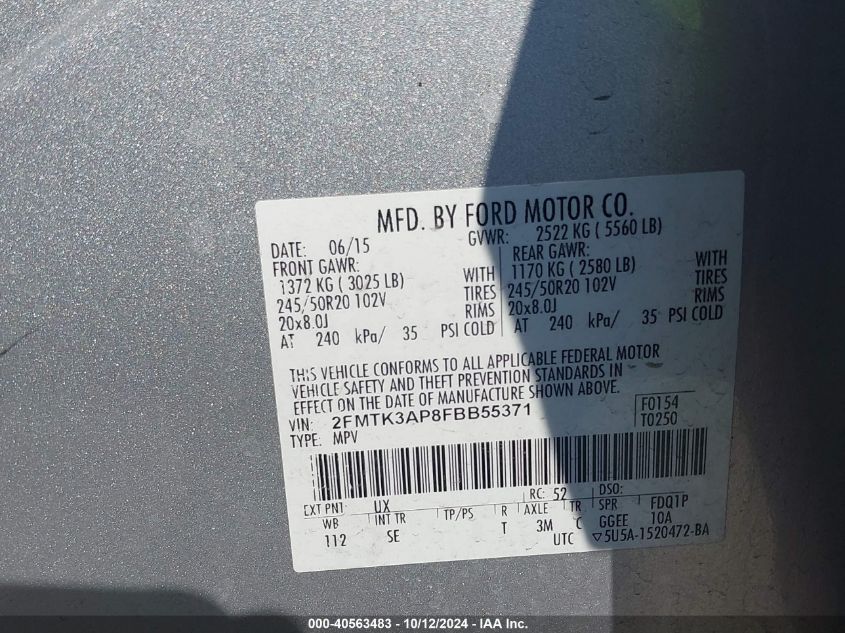 MFD. BY FORD MOTOR CO.
DATE: 06/15 GVWR: 2522 KG ( 5560 LB)
FRONT GAWR: REAR GAWR:
1372 KG ( 3025 LB) WITH 1170 KG ( 2580 LB) WITH
245/50R20 102V TIRES 245/50R20 102V TIRES
20x8.0J RIMS 20x8.0J RIMS
AT 240 kPa/ 35 PSI COLD AT 240 kPa/ 35 PSI COLD
THIS VEHICLE CONFORMS TO ALL APPLICABLE FEDERAL MOTOR
VEHICLE SAFETY AND THEFT PREVENTION STANDARDS IN
EFFECT ON THE DATE OF MANUFACTURE SHOWN ABOVE.
VIN: 2FMTK3AP8FBB55371 F0154
TYPE: MPV T0250
EXT PNT: UX RC: 52 DSO:
WB INT TR TP/PS R AXLE TR SPR FDQ1P
112 SE T 3M C GGEE 10A
UTC ▽5U5A-1520472-BA
000-40563483 - 10/12/2024 - IAA Inc.